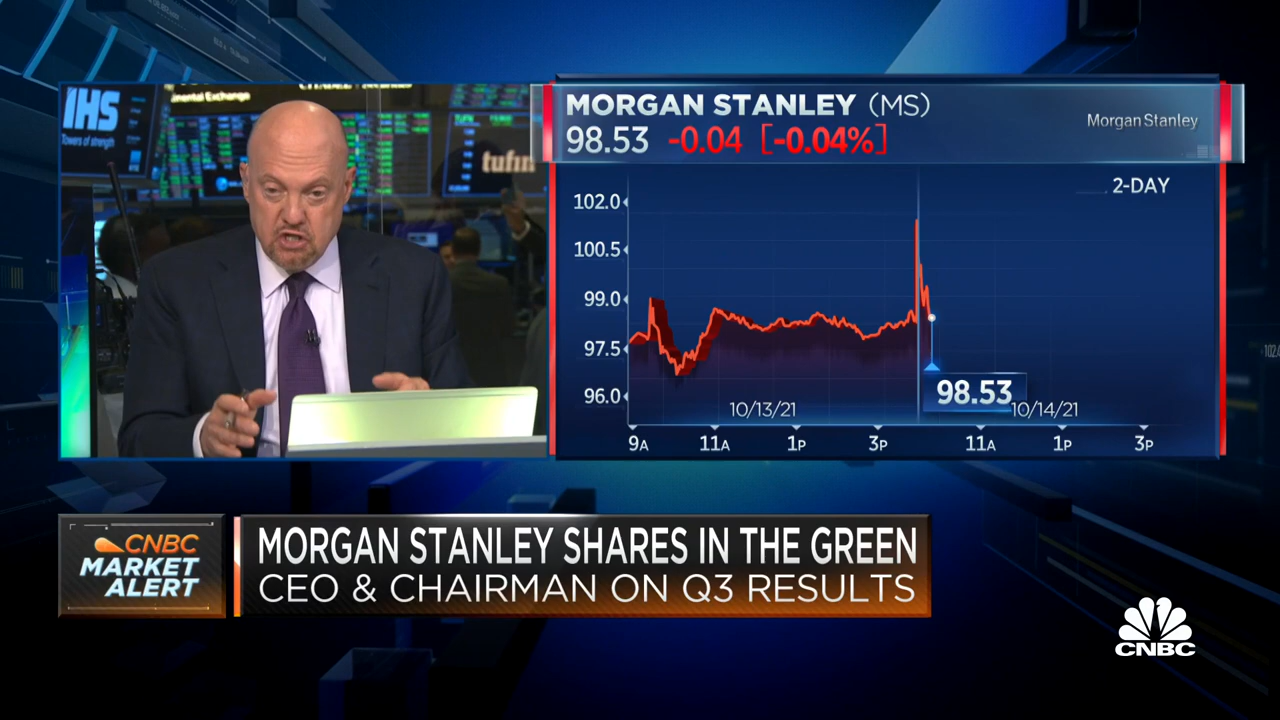 IHS
Towers of strength
tufin
MORGAN STANLEY (MS)
98.53 -0.04 [-0.04%]
Morgan Stanley
2-DAY
102.0
100.5
99.0
97.5
96.0
98.53
10/13/21
10/14/21
9A 11A 1P 3P 11A 1P 3P
CNBC
MARKET
ALERT
MORGAN STANLEY SHARES IN THE GREEN
CEO & CHAIRMAN ON Q3 RESULTS
CNBC